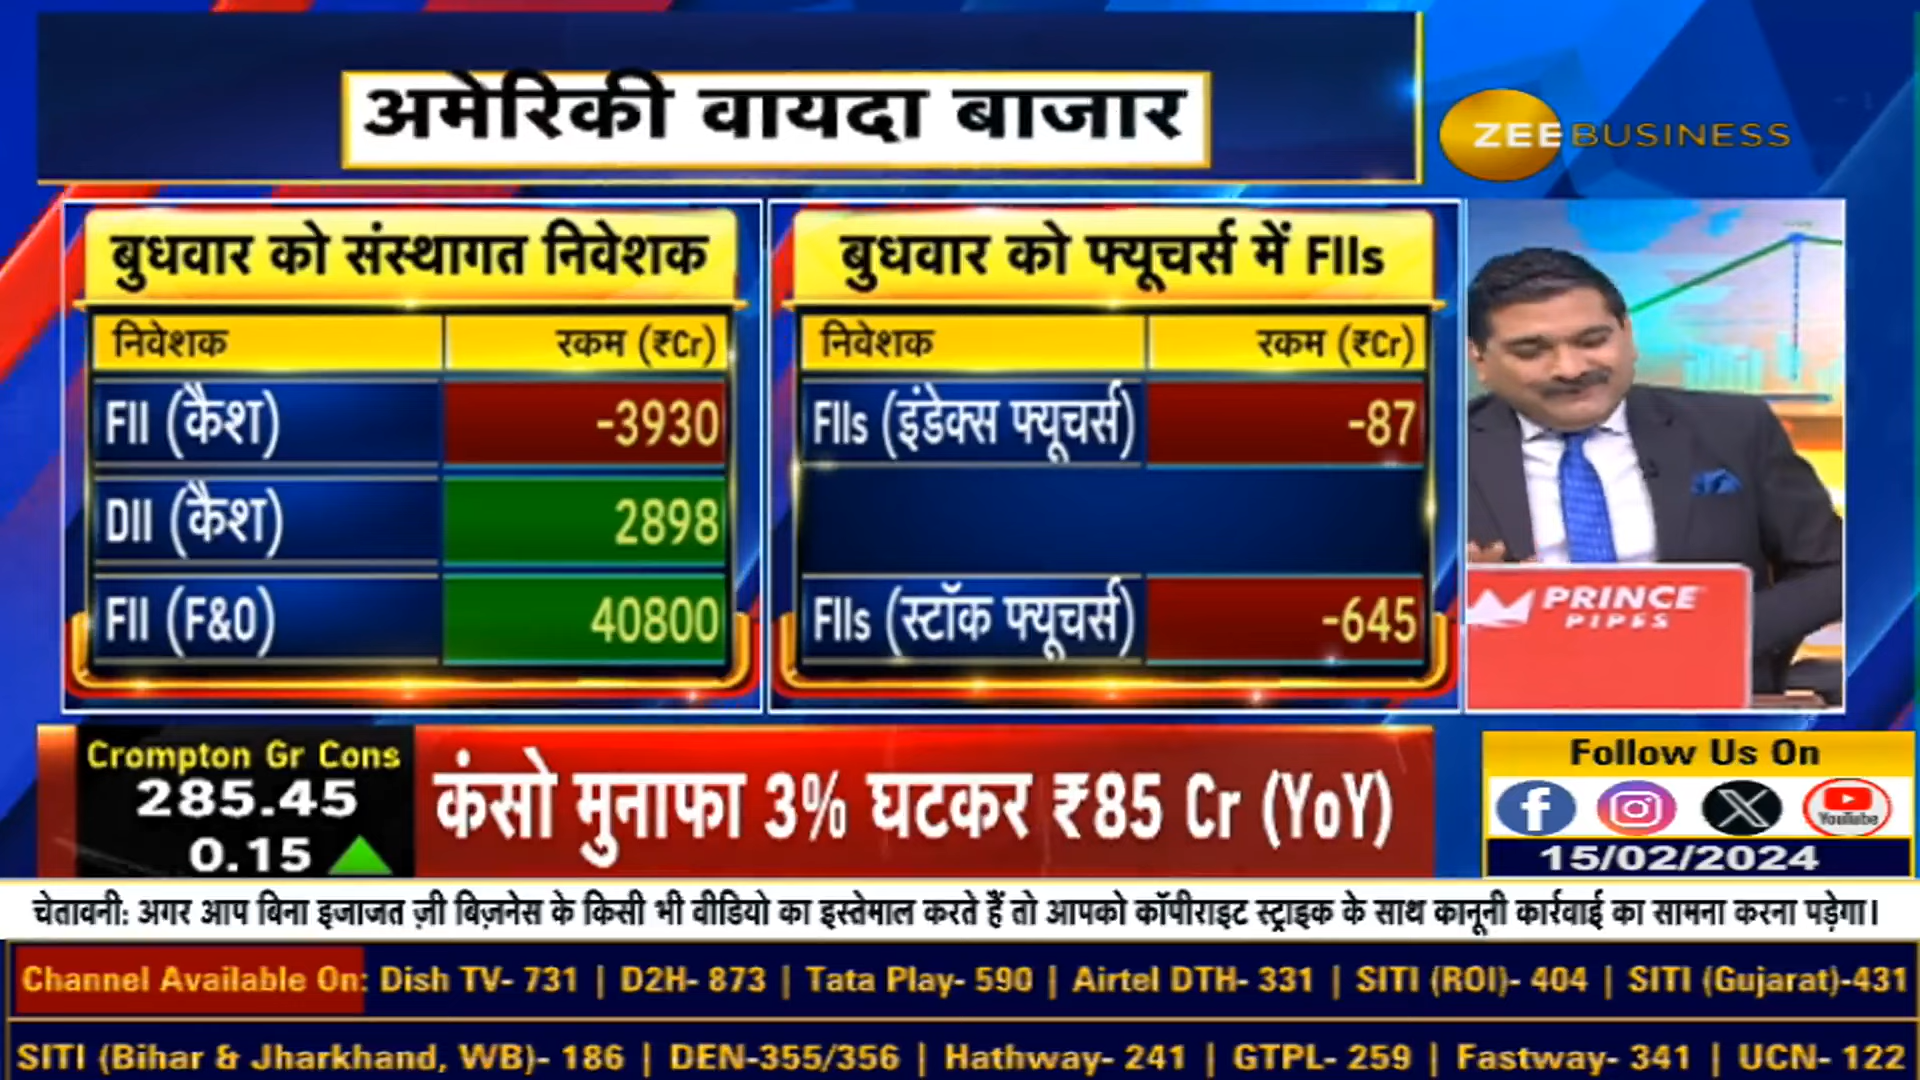 अमेरिकी वायदा बाजार
ZEE BUSINESS
बुधवार को संस्थागत निवेशक
निवेशक रकम (₹Cr)
FII (कैश) -3930
DII (कैश) 2898
FII (F&O) 40800
बुधवार को फ्यूचर्स में FIIs
निवेशक रकम (₹Cr)
FIIs (इंडेक्स फ्यूचर्स) -87
FIIs (स्टॉक फ्यूचर्स) -645
PRINCE
PIPES
Crompton Gr Cons
285.45
0.15
कंसो मुनाफा 3% घटकर ₹85 Cr (YoY)
Follow Us On
YouTube
15/02/2024
चेतावनी: अगर आप बिना इजाजत ज़ी बिज़नेस के किसी भी वीडियो का इस्तेमाल करते हैं तो आपको कॉपीराइट स्ट्राइक के साथ कानूनी कार्रवाई का सामना करना पड़ेगा।
Channel Available On: Dish TV- 731 | D2H- 873 | Tata Play- 590 | Airtel DTH- 331 | SITI (ROI)- 404 | SITI (Gujarat)-431
SITI (Bihar & Jharkhand, WB)- 186 | DEN-355/356 | Hathway- 241 | GTPL- 259 | Fastway- 341 | UCN- 122